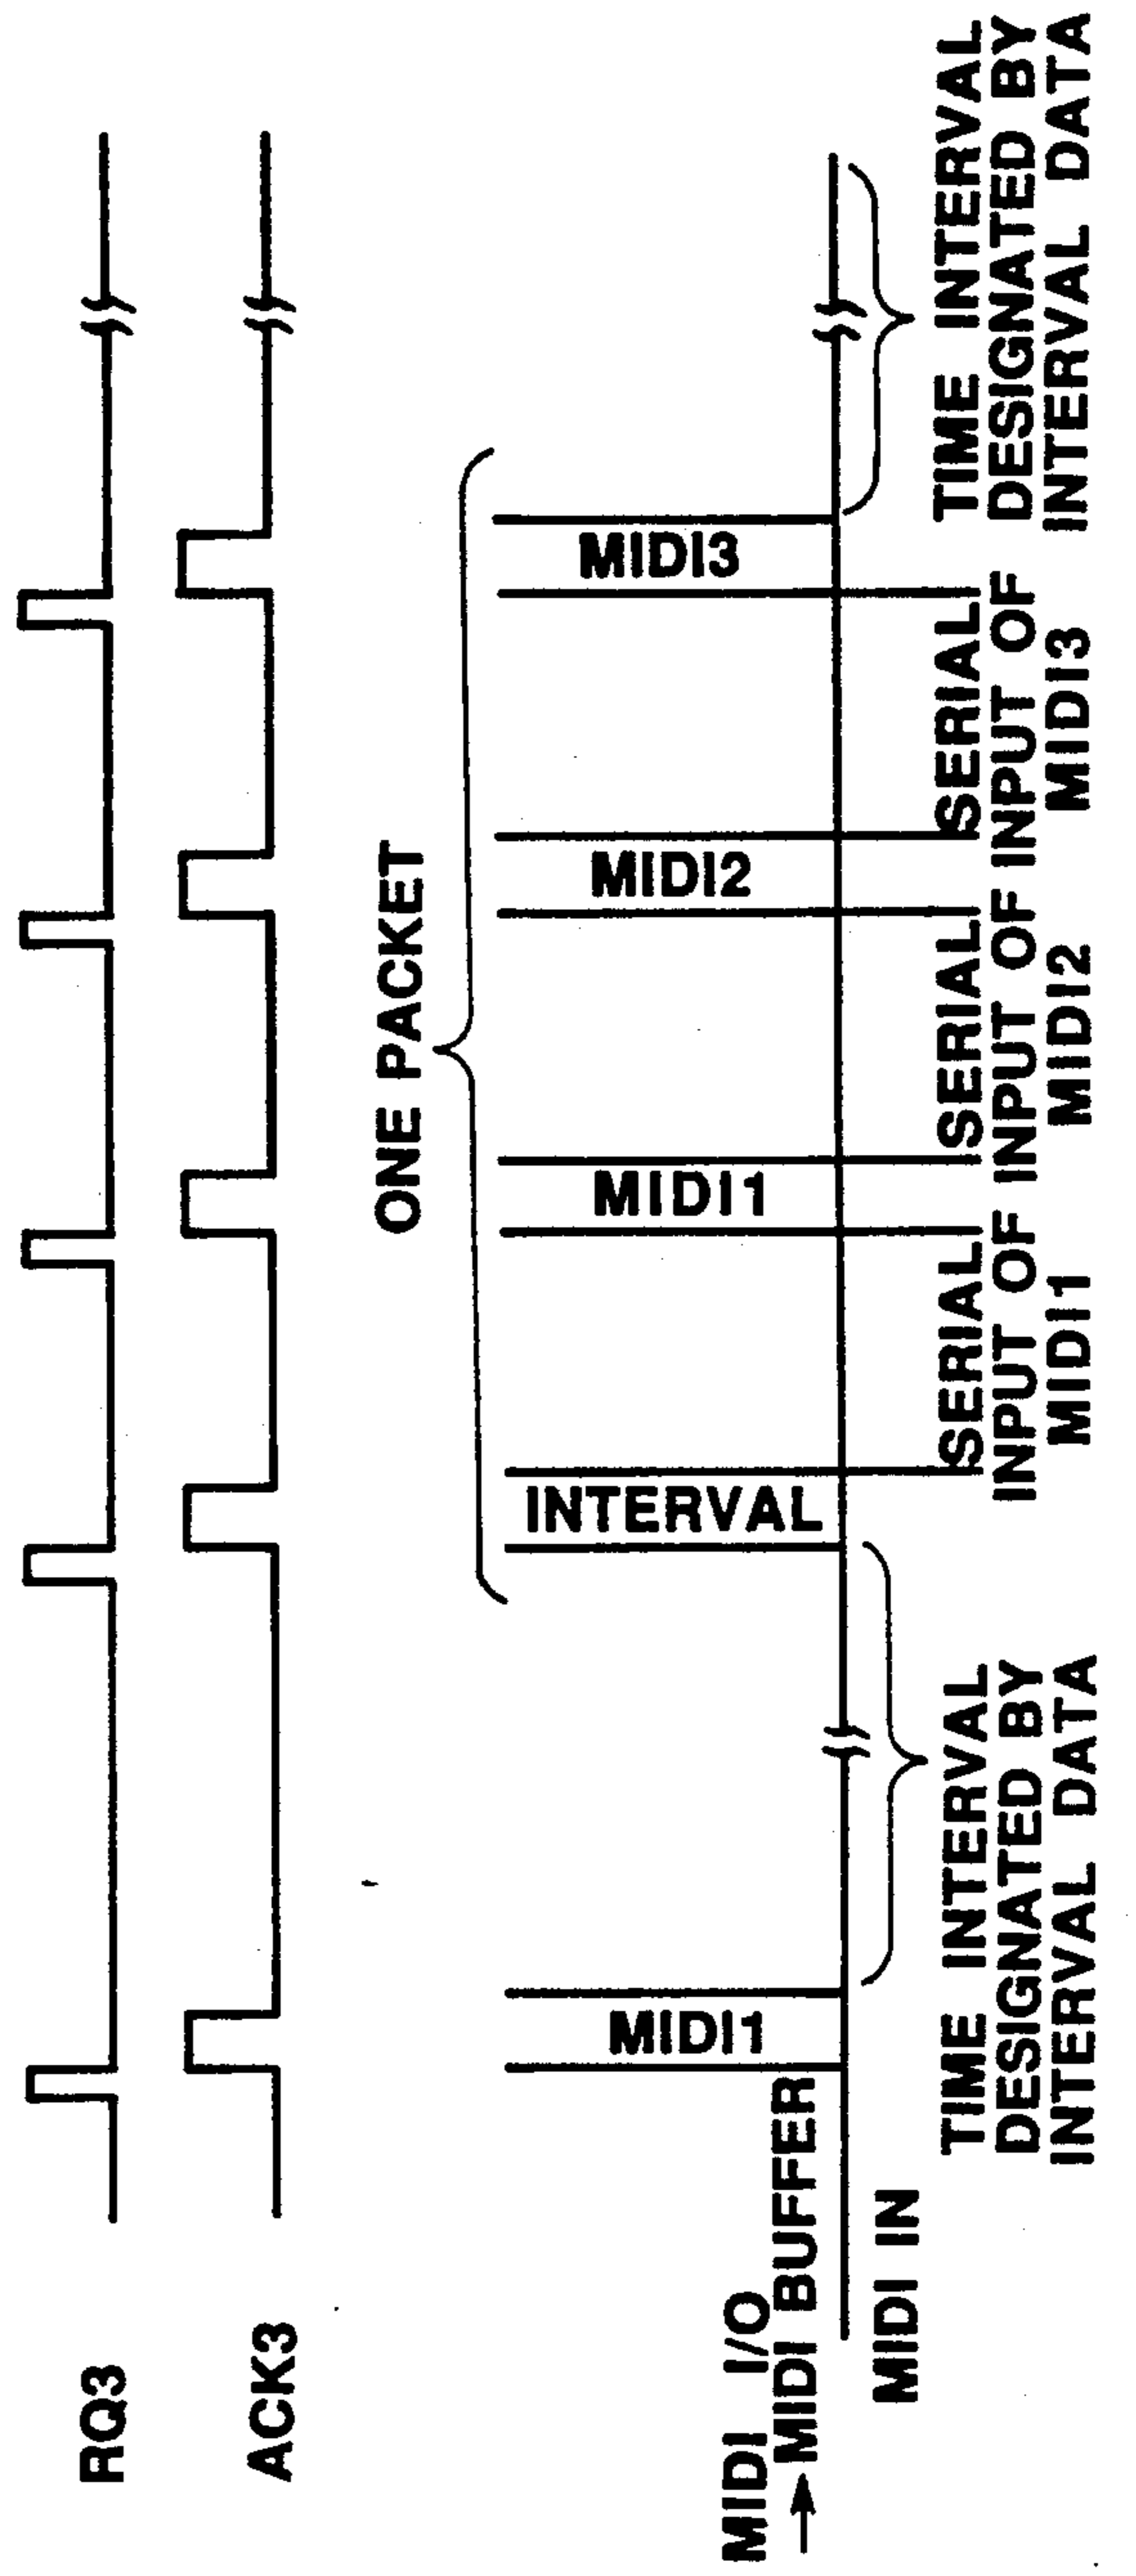 RQ3
ACK3
ONE PACKET
MIDI I/O
→ MIDI BUFFER
MIDI1
INTERVAL
MIDI1
MIDI2
MIDI3
MIDI IN
TIME INTERVAL
DESIGNATED BY
INTERVAL DATA
SERIAL
INPUT OF
MIDI1
SERIAL
INPUT OF
MIDI2
SERIAL
INPUT OF
MIDI3
TIME INTERVAL
DESIGNATED BY
INTERVAL DATA